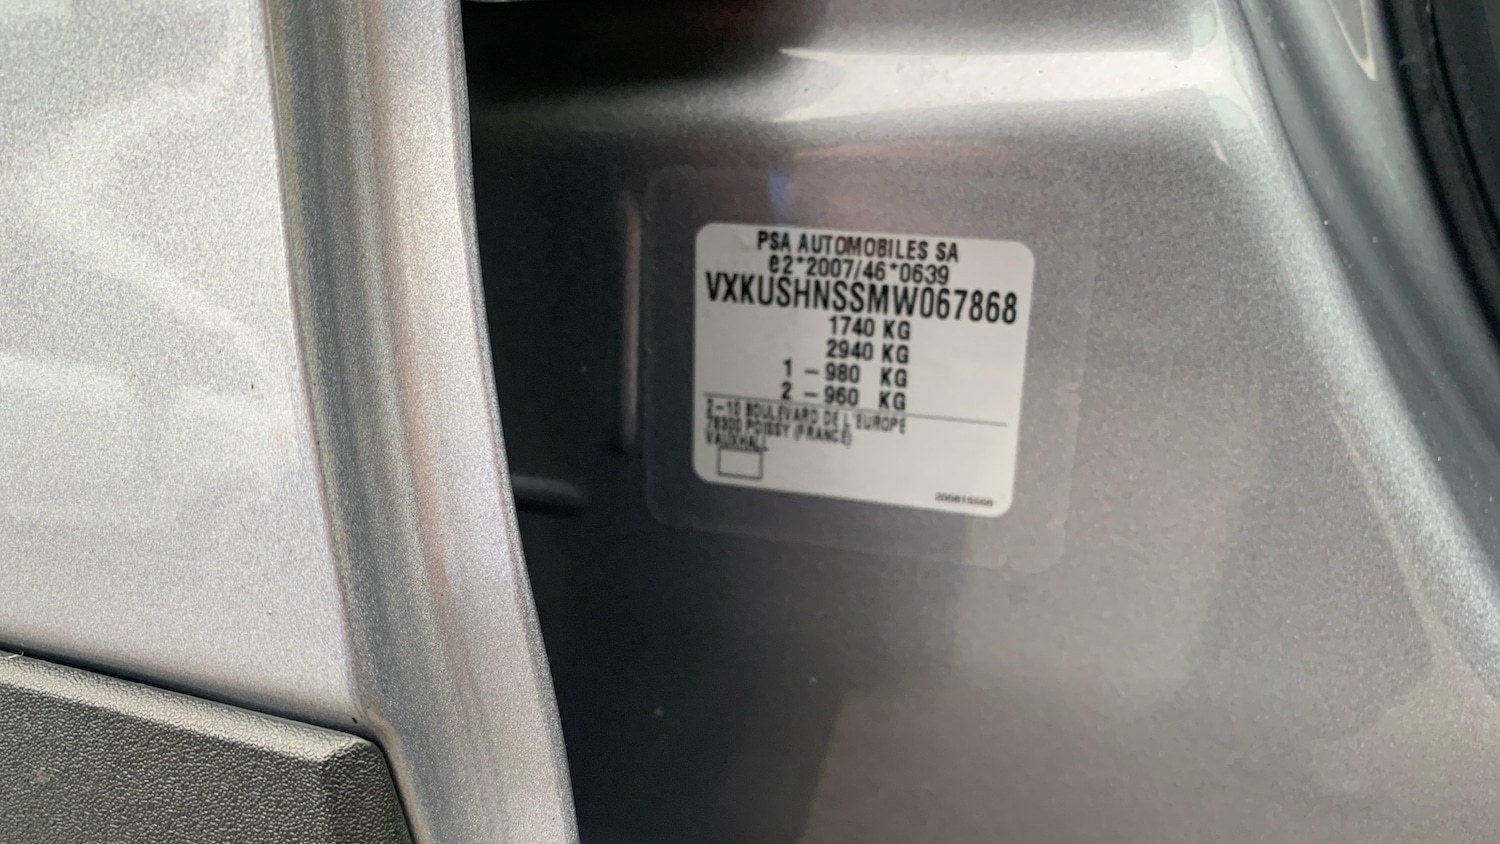 PSA AUTOMOBILES SA
e2*2007/46*0639
VXKUSHNSSMW067868
1740 KG
2940 KG
1 - 980 KG
2 - 960 KG
2-10 BOULEVARD DE L'EUROPE
78300 POISSY (FRANCE)
VAUXHALL